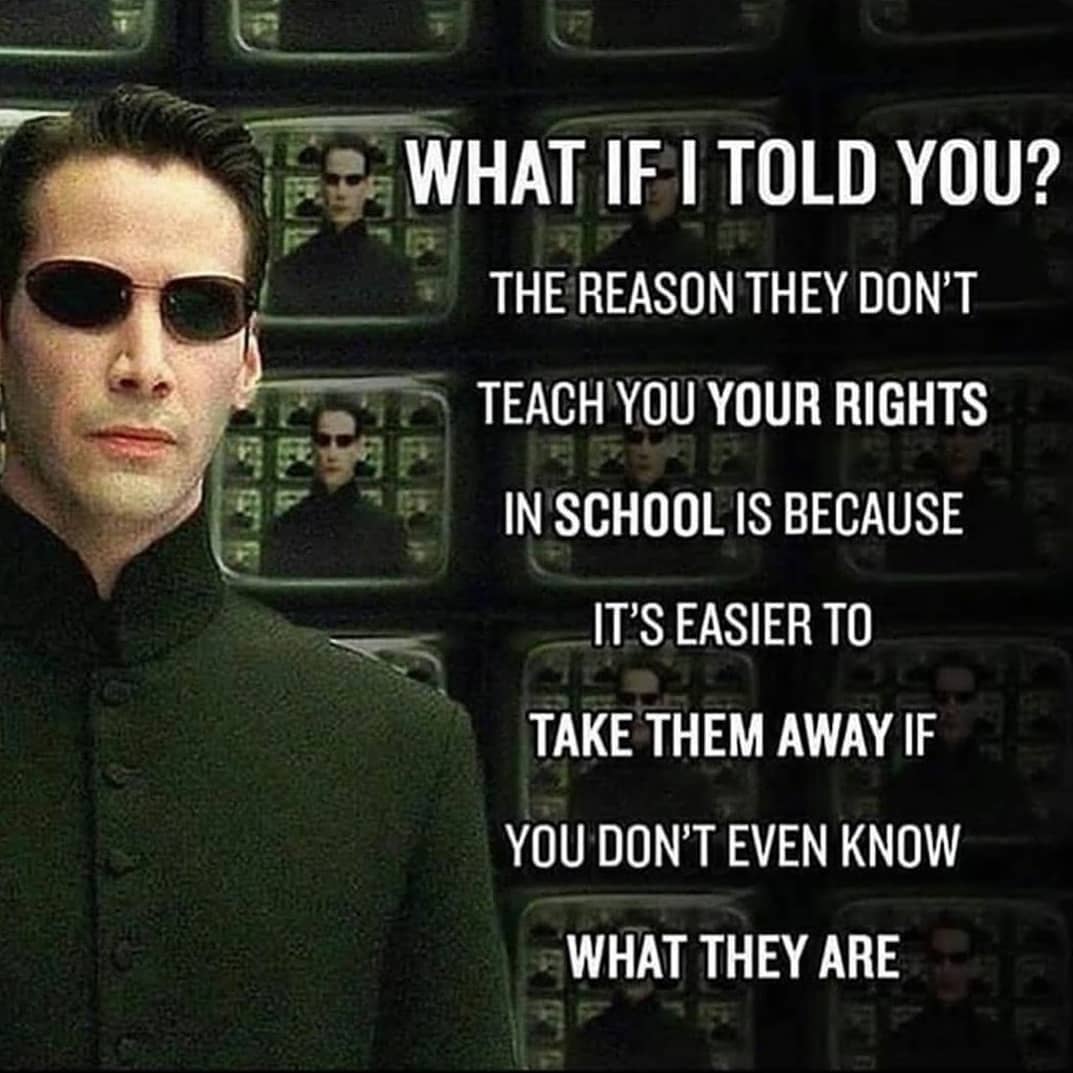 WHAT IF I TOLD YOU?
THE REASON THEY DON'T
TEACH YOU YOUR RIGHTS
IN SCHOOL IS BECAUSE
IT'S EASIER TO
TAKE THEM AWAY IF
YOU DON'T EVEN KNOW
WHAT THEY ARE